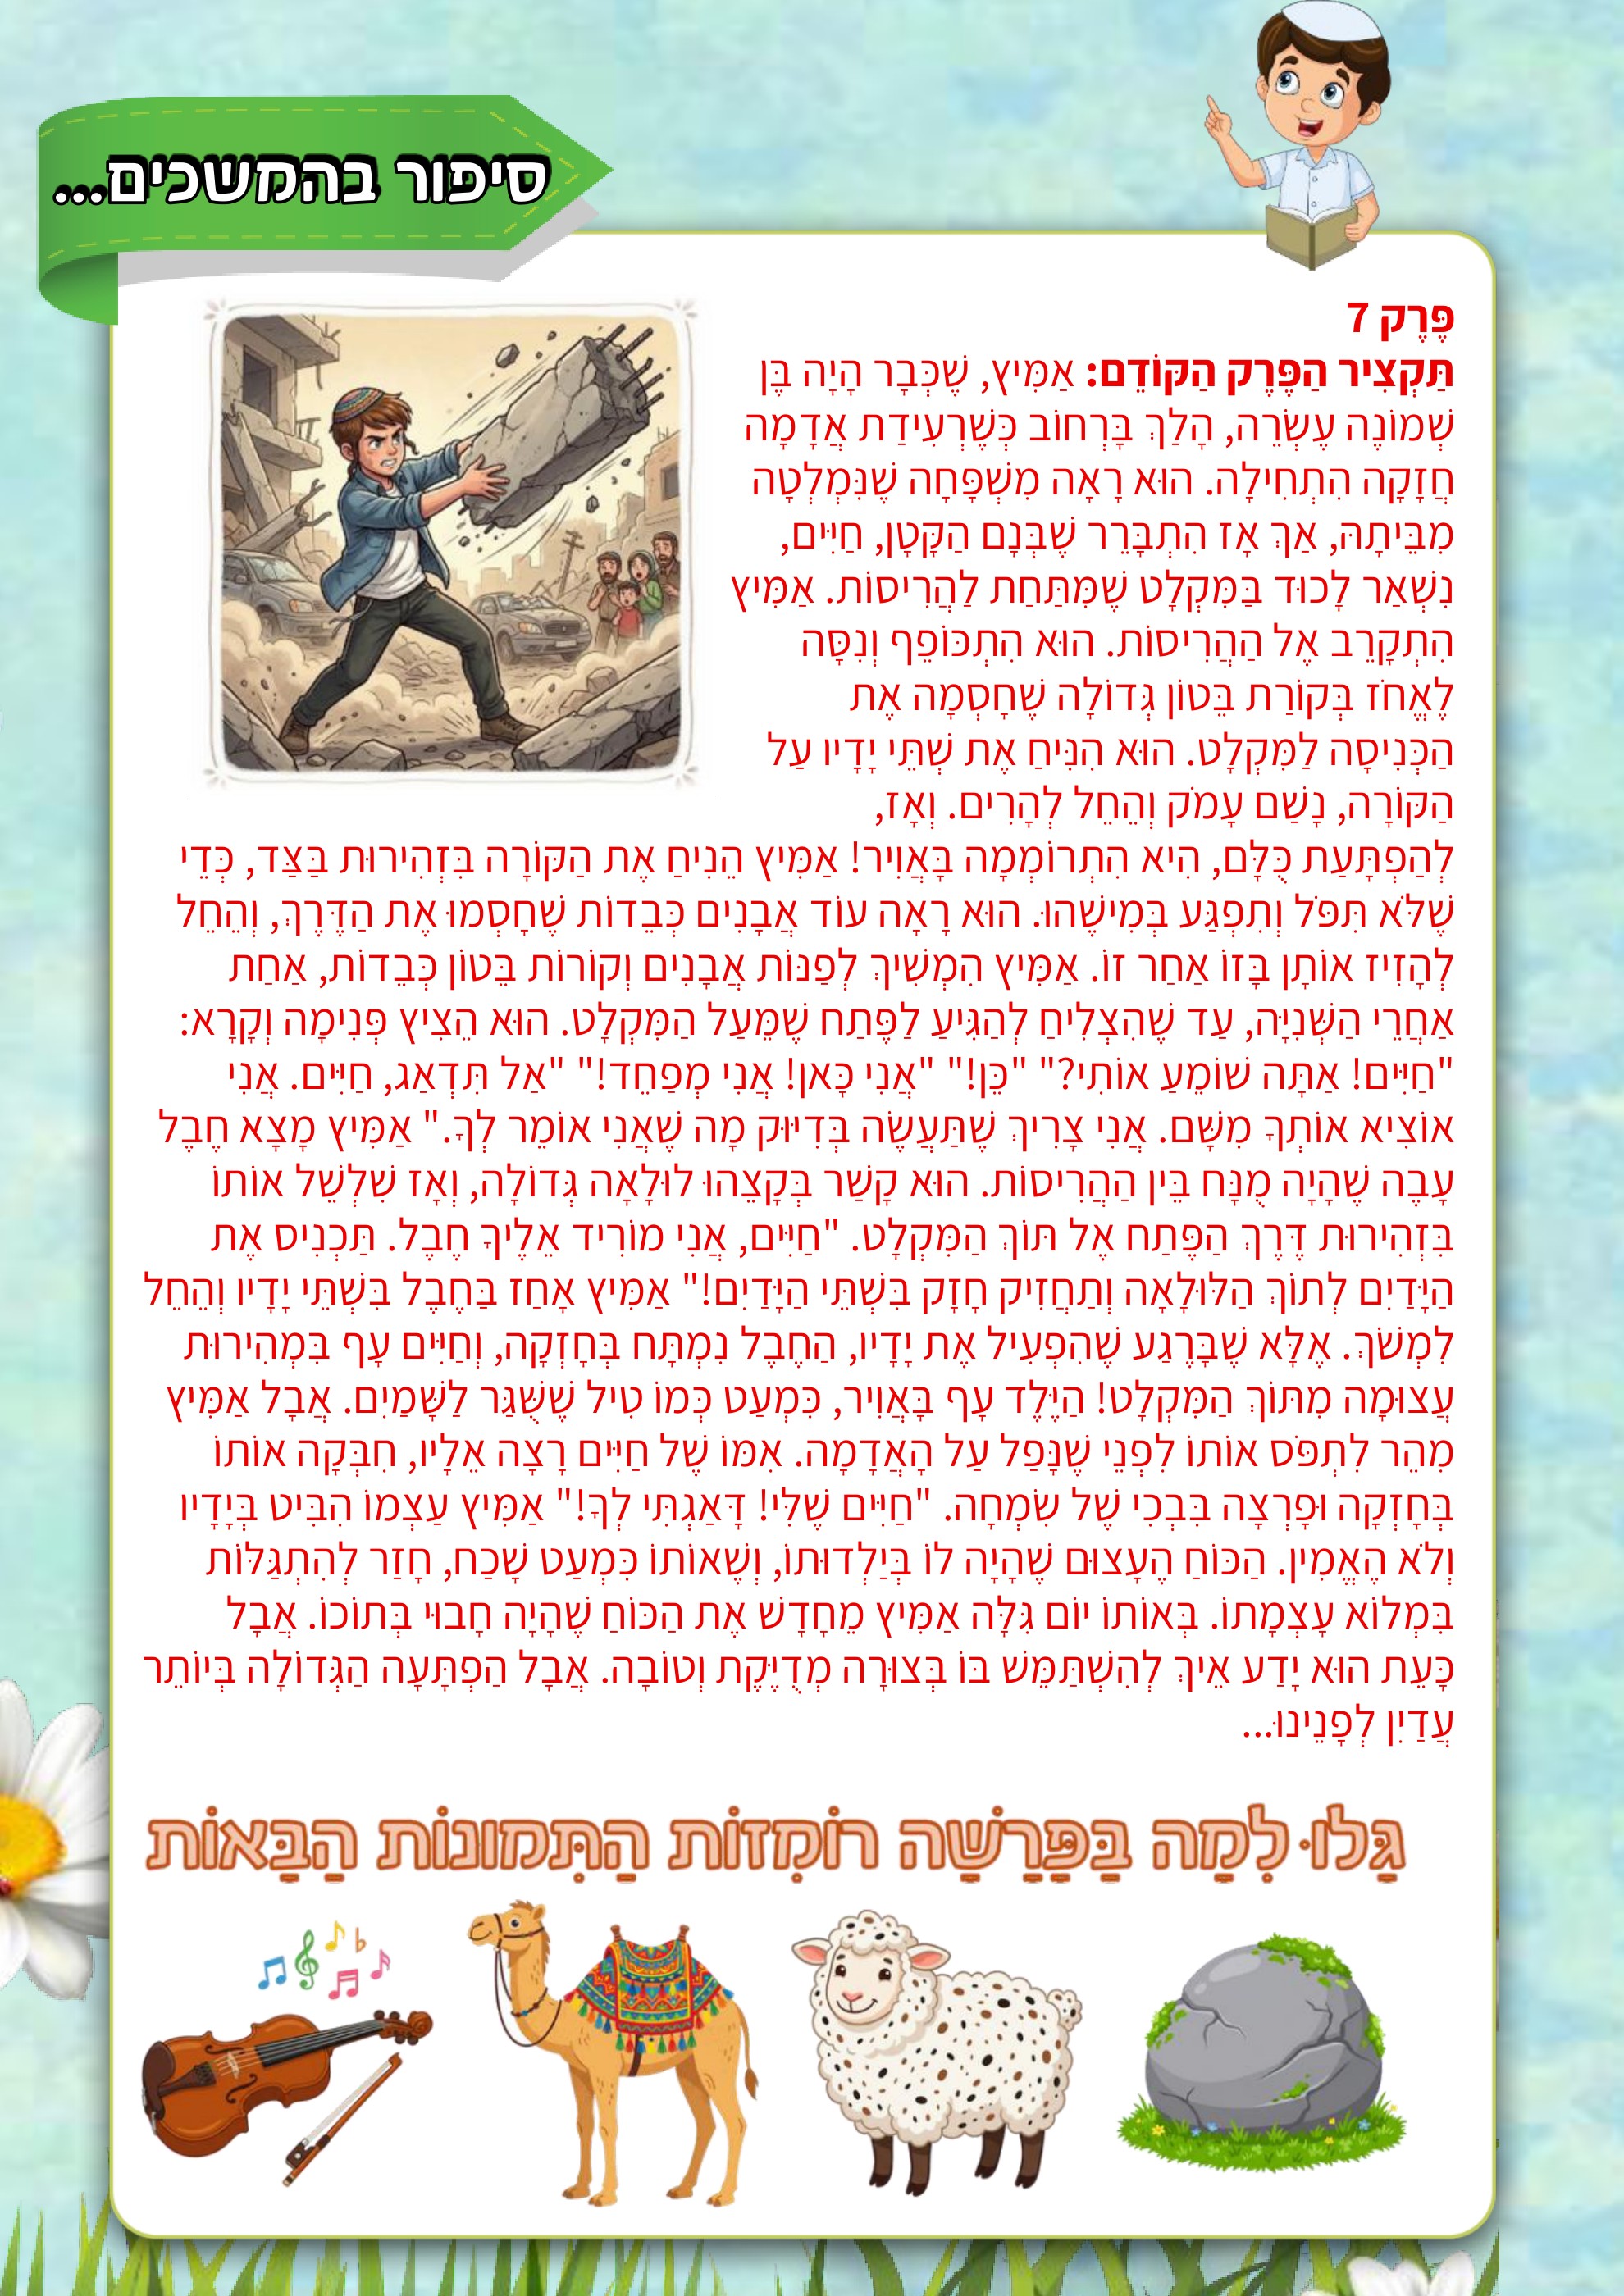 סיפור בהמשכים...
פֶּרֶק 7
תַּקְצִיר הַפֶּרֶק הַקּוֹדֵם: אַמִּיץ, שֶׁכְּבָר הָיָה בֶּן
שְׁמוֹנֶה עֶשְׂרֵה, הָלַךְ בָּרְחוֹב כְּשֶׁרְעִידַת אֲדָמָה
חֲזָקָה הִתְחִילָה. הוּא רָאָה מִשְׁפָּחָה שֶׁנִּמְלְטָה
מִבֵּיתָהּ, אַךְ אָז הִתְבָּרֵר שֶׁבְּנָם הַקָּטָן, חַיִּים,
נִשְׁאַר לָכוּד בַּמִּקְלָט שֶׁמִּתַּחַת לַהֲרִיסוֹת. אַמִּיץ
הִתְקָרֵב אֶל הַהֲרִיסוֹת. הוּא הִתְכּוֹפֵף וְנִסָּה
לֶאֱחֹז בְּקוֹרַת בֵּטוֹן גְּדוֹלָה שֶׁחָסְמָה אֶת
הַכְּנִיסָה לַמִּקְלָט. הוּא הִנִּיחַ אֶת שְׁתֵּי יָדָיו עַל
הַקּוֹרָה, נָשַׁם עָמֹק וְהֵחֵל לְהָרִים. וְאָז,
לְהַפְתָּעַת כֻּלָּם, הִיא הִתְרוֹמְמָה בָּאֲוִיר! אַמִּיץ הֵנִיחַ אֶת הַקּוֹרָה בִּזְהִירוּת בַּצַּד, כְּדֵי
שֶׁלֹּא תִּפֹּל וְתִפְגַּע בְּמִישֶׁהוּ. הוּא רָאָה עוֹד אֲבָנִים כְּבֵדוֹת שֶׁחָסְמוּ אֶת הַדֶּרֶךְ, וְהֵחֵל
לְהָזִיז אוֹתָן בָּזוֹ אַחַר זוֹ. אַמִּיץ הִמְשִׁיךְ לְפַנּוֹת אֲבָנִים וְקוֹרוֹת בֵּטוֹן כְּבֵדוֹת, אַחַת
אַחֲרֵי הַשְּׁנִיָּה, עַד שֶׁהִצְלִיחַ לְהַגִּיעַ לַפֶּתַח שֶׁמֵּעַל הַמִּקְלָט. הוּא הֵצִיץ פְּנִימָה וְקָרָא:
"חַיִּים! אַתָּה שׁוֹמֵעַ אוֹתִי?" "כֵּן!" "אֲנִי כָּאן! אֲנִי מְפַחֵד!" "אַל תִּדְאַג, חַיִּים. אֲנִי
אוֹצִיא אוֹתְךָ מִשָּׁם. אֲנִי צָרִיךְ שֶׁתַּעֲשֶׂה בְּדִיּוּק מָה שֶׁאֲנִי אוֹמֵר לְךָ." אַמִּיץ מָצָא חֶבֶל
עָבֶה שֶׁהָיָה מֻנָּח בֵּין הַהֲרִיסוֹת. הוּא קָשַׁר בְּקָצֵהוּ לוּלָאָה גְּדוֹלָה, וְאָז שִׁלְשֵׁל אוֹתוֹ
בִּזְהִירוּת דֶּרֶךְ הַפֶּתַח אֶל תּוֹךְ הַמִּקְלָט. "חַיִּים, אֲנִי מוֹרִיד אֵלֶיךָ חֶבֶל. תַּכְנִיס אֶת
הַיָּדַיִם לְתוֹךְ הַלּוּלָאָה וְתַחֲזִיק חָזָק בִּשְׁתֵּי הַיָּדַיִם!" אַמִּיץ אָחַז בַּחֶבֶל בִּשְׁתֵּי יָדָיו וְהֵחֵל
לִמְשֹׁךְ. אֶלָּא שֶׁבָּרֶגַע שֶׁהִפְעִיל אֶת יָדָיו, הַחֶבֶל נִמְתָּח בְּחָזְקָה, וְחַיִּים עָף בִּמְהִירוּת
עֲצוּמָה מִתּוֹךְ הַמִּקְלָט! הַיֶּלֶד עָף בָּאֲוִיר, כִּמְעַט כְּמוֹ טִיל שֶׁשֻּׁגַּר לַשָּׁמַיִם. אֲבָל אַמִּיץ
מִהֵר לִתְפֹּס אוֹתוֹ לִפְנֵי שֶׁנָּפַל עַל הָאֲדָמָה. אִמּוֹ שֶׁל חַיִּים רָצָה אֵלָיו, חִבְּקָה אוֹתוֹ
בְּחָזְקָה וּפָרְצָה בִּבְכִי שֶׁל שִׂמְחָה. "חַיִּים שֶׁלִּי! דָּאַגְתִּי לְךָ!" אַמִּיץ עַצְמוֹ הִבִּיט בְּיָדָיו
וְלֹא הֶאֱמִין. הַכּוֹחַ הֶעָצוּם שֶׁהָיָה לוֹ בְּיַלְדוּתוֹ, וְשֶׁאוֹתוֹ כִּמְעַט שָׁכַח, חָזַר לְהִתְגַּלּוֹת
בִּמְלוֹא עָצְמָתוֹ. בְּאוֹתוֹ יוֹם גִּלָּה אַמִּיץ מֵחָדָשׁ אֶת הַכּוֹחַ שֶׁהָיָה חָבוּי בְּתוֹכוֹ. אֲבָל
כָּעֵת הוּא יָדַע אֵיךְ לְהִשְׁתַּמֵּשׁ בּוֹ בְּצוּרָה מְדֻיֶּקֶת וְטוֹבָה. אֲבָל הַפְתָּעָה הַגְּדוֹלָה בְּיוֹתֵר
עֲדַיִן לְפָנֵינוּ...
גַּלוּ לְמַה בַּפַּרָשַׁה רוֹמְזוֹת הַתְּמוּנוֹת הַבַּאוֹת